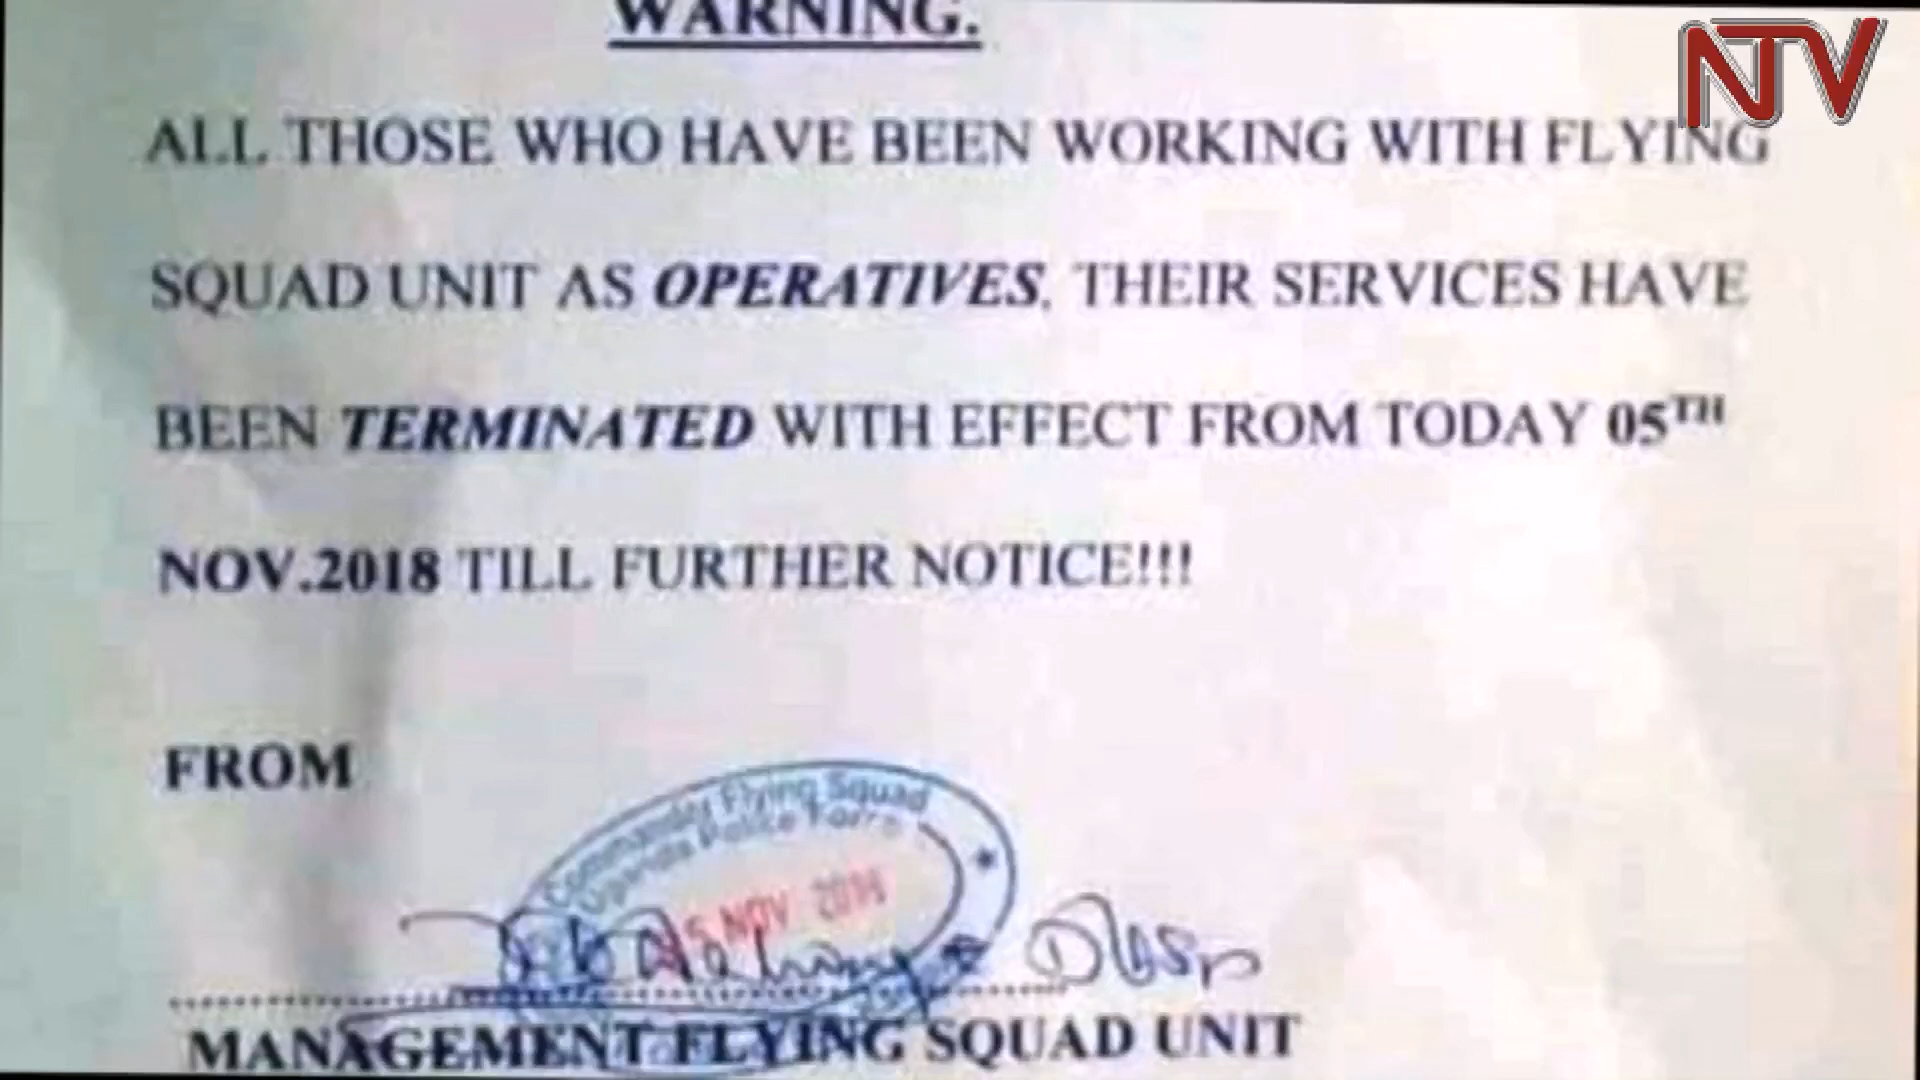 WARNING.
NTV
ALL THOSE WHO HAVE BEEN WORKING WITH FLYING
SQUAD UNIT AS OPERATIVES, THEIR SERVICES HAVE
BEEN TERMINATED WITH EFFECT FROM TODAY 05TH
NOV.2018 TILL FURTHER NOTICE!!!
FROM
Commander Flying Squad
Uganda Police Force
NOV
MANAGEMENT FLYING SQUAD UNIT